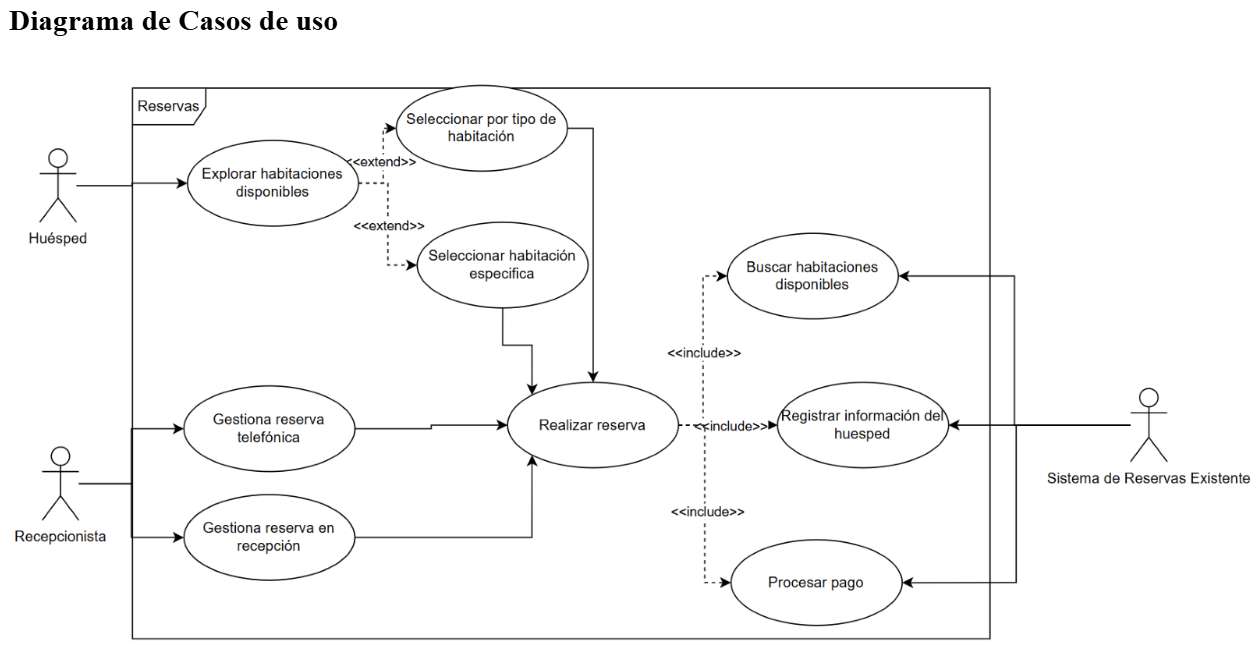 Diagrama de Casos de uso
Reservas
Seleccionar por tipo de
habitación
<<extend>>
Explorar habitaciones
disponibles
Huésped
<<extend>>
Seleccionar habitación
especifica
Buscar habitaciones
disponibles
<<include>>
Gestiona reserva
telefónica
Realizar reserva
<<include>>
Registrar información del
huesped
Sistema de Reservas Existente
<<include>>
Recepcionista
Gestiona reserva en
recepción
Procesar pago